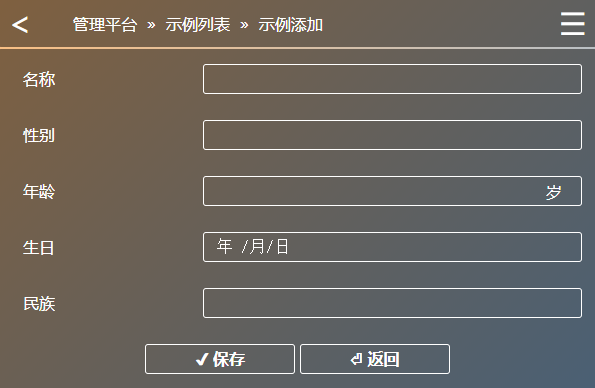 < 管理平台 » 示例列表 » 示例添加 ☰
名称
性别
年龄 岁
生日 年 /月/日
民族
✔ 保存 ⏎ 返回